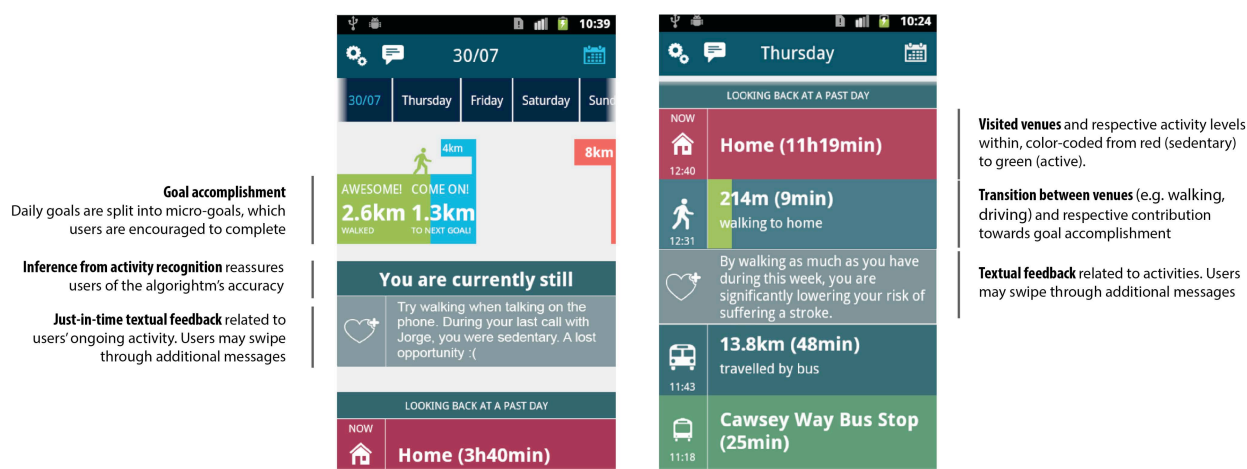 Goal accomplishment
Daily goals are split into micro-goals, which
users are encouraged to complete
Inference from activity recognition reassures
users of the algorightm's accuracy
Just-in-time textual feedback related to
users' ongoing activity. Users may swipe
through additional messages
10:39
30/07
30/07 Thursday Friday Saturday Sun
4km
8km
AWESOME! COME ON!
2.6km 1.3km
WALKED TO NEXT GOAL!
You are currently still
Try walking when talking on the
phone. During your last call with
Jorge, you were sedentary. A lost
opportunity :(
LOOKING BACK AT A PAST DAY
NOW
Home (3h40min)
10:24
Thursday
LOOKING BACK AT A PAST DAY
NOW
Home (11h19min)
12:40
214m (9min)
walking to home
12:31
By walking as much as you have
during this week, you are
significantly lowering your risk of
suffering a stroke.
13.8km (48min)
travelled by bus
11:43
Cawsey Way Bus Stop
(25min)
11:18
Visited venues and respective activity levels
within, color-coded from red (sedentary)
to green (active).
Transition between venues (e.g. walking,
driving) and respective contribution
towards goal accomplishment
Textual feedback related to activities. Users
may swipe through additional messages